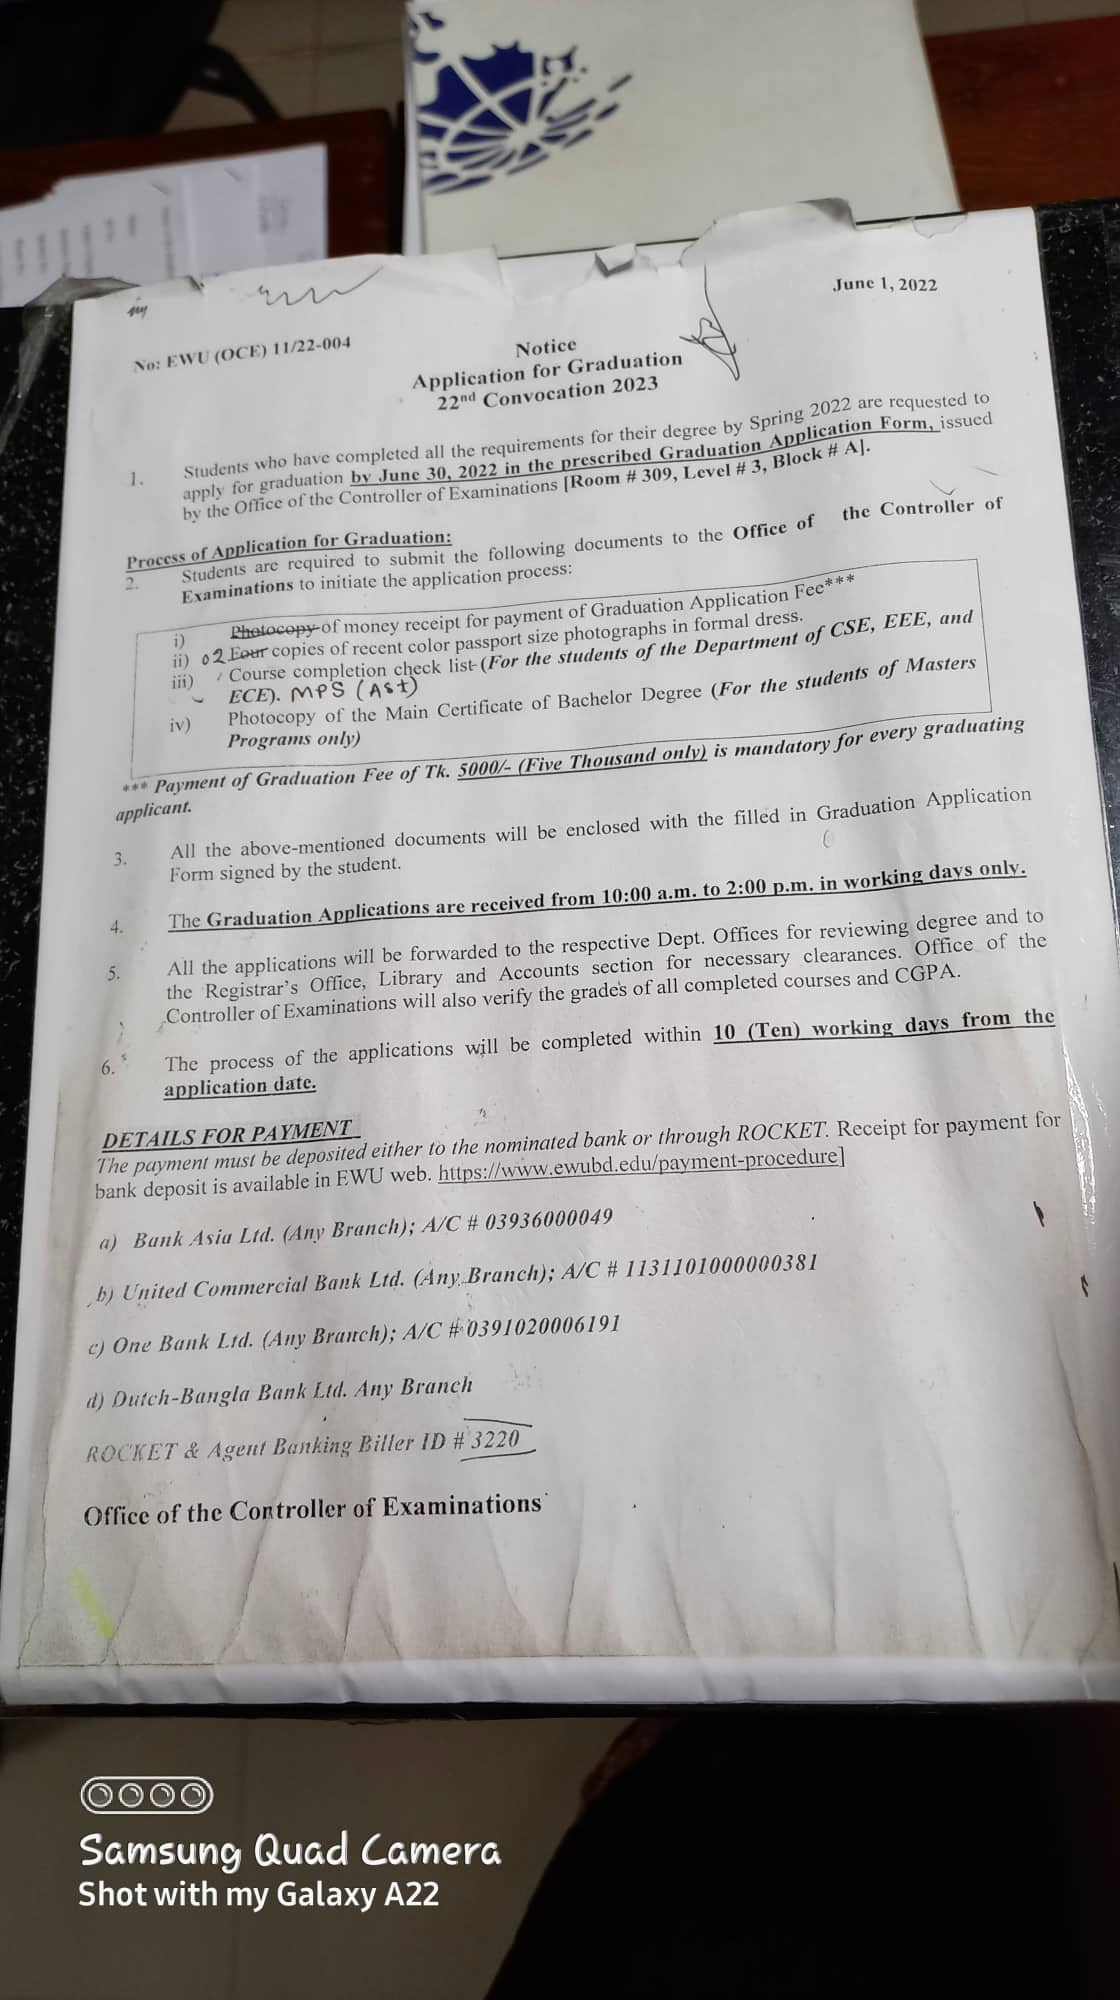 June 1, 2022
No: EWU (OCE) 11/22-004
Notice
Application for Graduation
22nd Convocation 2023
1. Students who have completed all the requirements for their degree by Spring 2022 are requested to
apply for graduation by June 30, 2022 in the prescribed Graduation Application Form, issued
by the Office of the Controller of Examinations [Room # 309, Level # 3, Block # A].
Process of Application for Graduation:
2. Students are required to submit the following documents to the Office of the Controller of
Examinations to initiate the application process:
i) Photocopy of money receipt for payment of Graduation Application Fee***
ii) 02 Four copies of recent color passport size photographs in formal dress.
iii) Course completion check list (For the students of the Department of CSE, EEE, and
ECE). MPS (Ast)
iv) Photocopy of the Main Certificate of Bachelor Degree (For the students of Masters
Programs only)
*** Payment of Graduation Fee of Tk. 5000/- (Five Thousand only) is mandatory for every graduating
applicant.
3. All the above-mentioned documents will be enclosed with the filled in Graduation Application
Form signed by the student.
4. The Graduation Applications are received from 10:00 a.m. to 2:00 p.m. in working days only.
5. All the applications will be forwarded to the respective Dept. Offices for reviewing degree and to
the Registrar's Office, Library and Accounts section for necessary clearances. Office of the
Controller of Examinations will also verify the grades of all completed courses and CGPA.
6. The process of the applications will be completed within 10 (Ten) working days from the
application date.
DETAILS FOR PAYMENT
The payment must be deposited either to the nominated bank or through ROCKET. Receipt for payment for
bank deposit is available in EWU web. https://www.ewubd.edu/payment-procedure]
a) Bank Asia Ltd. (Any Branch); A/C # 03936000049
b) United Commercial Bank Ltd. (Any Branch); A/C # 1131101000000381
c) One Bank Ltd. (Any Branch); A/C # 0391020006191
d) Dutch-Bangla Bank Ltd. Any Branch
ROCKET & Agent Banking Biller ID # 3220
Office of the Controller of Examinations
Samsung Quad Camera
Shot with my Galaxy A22